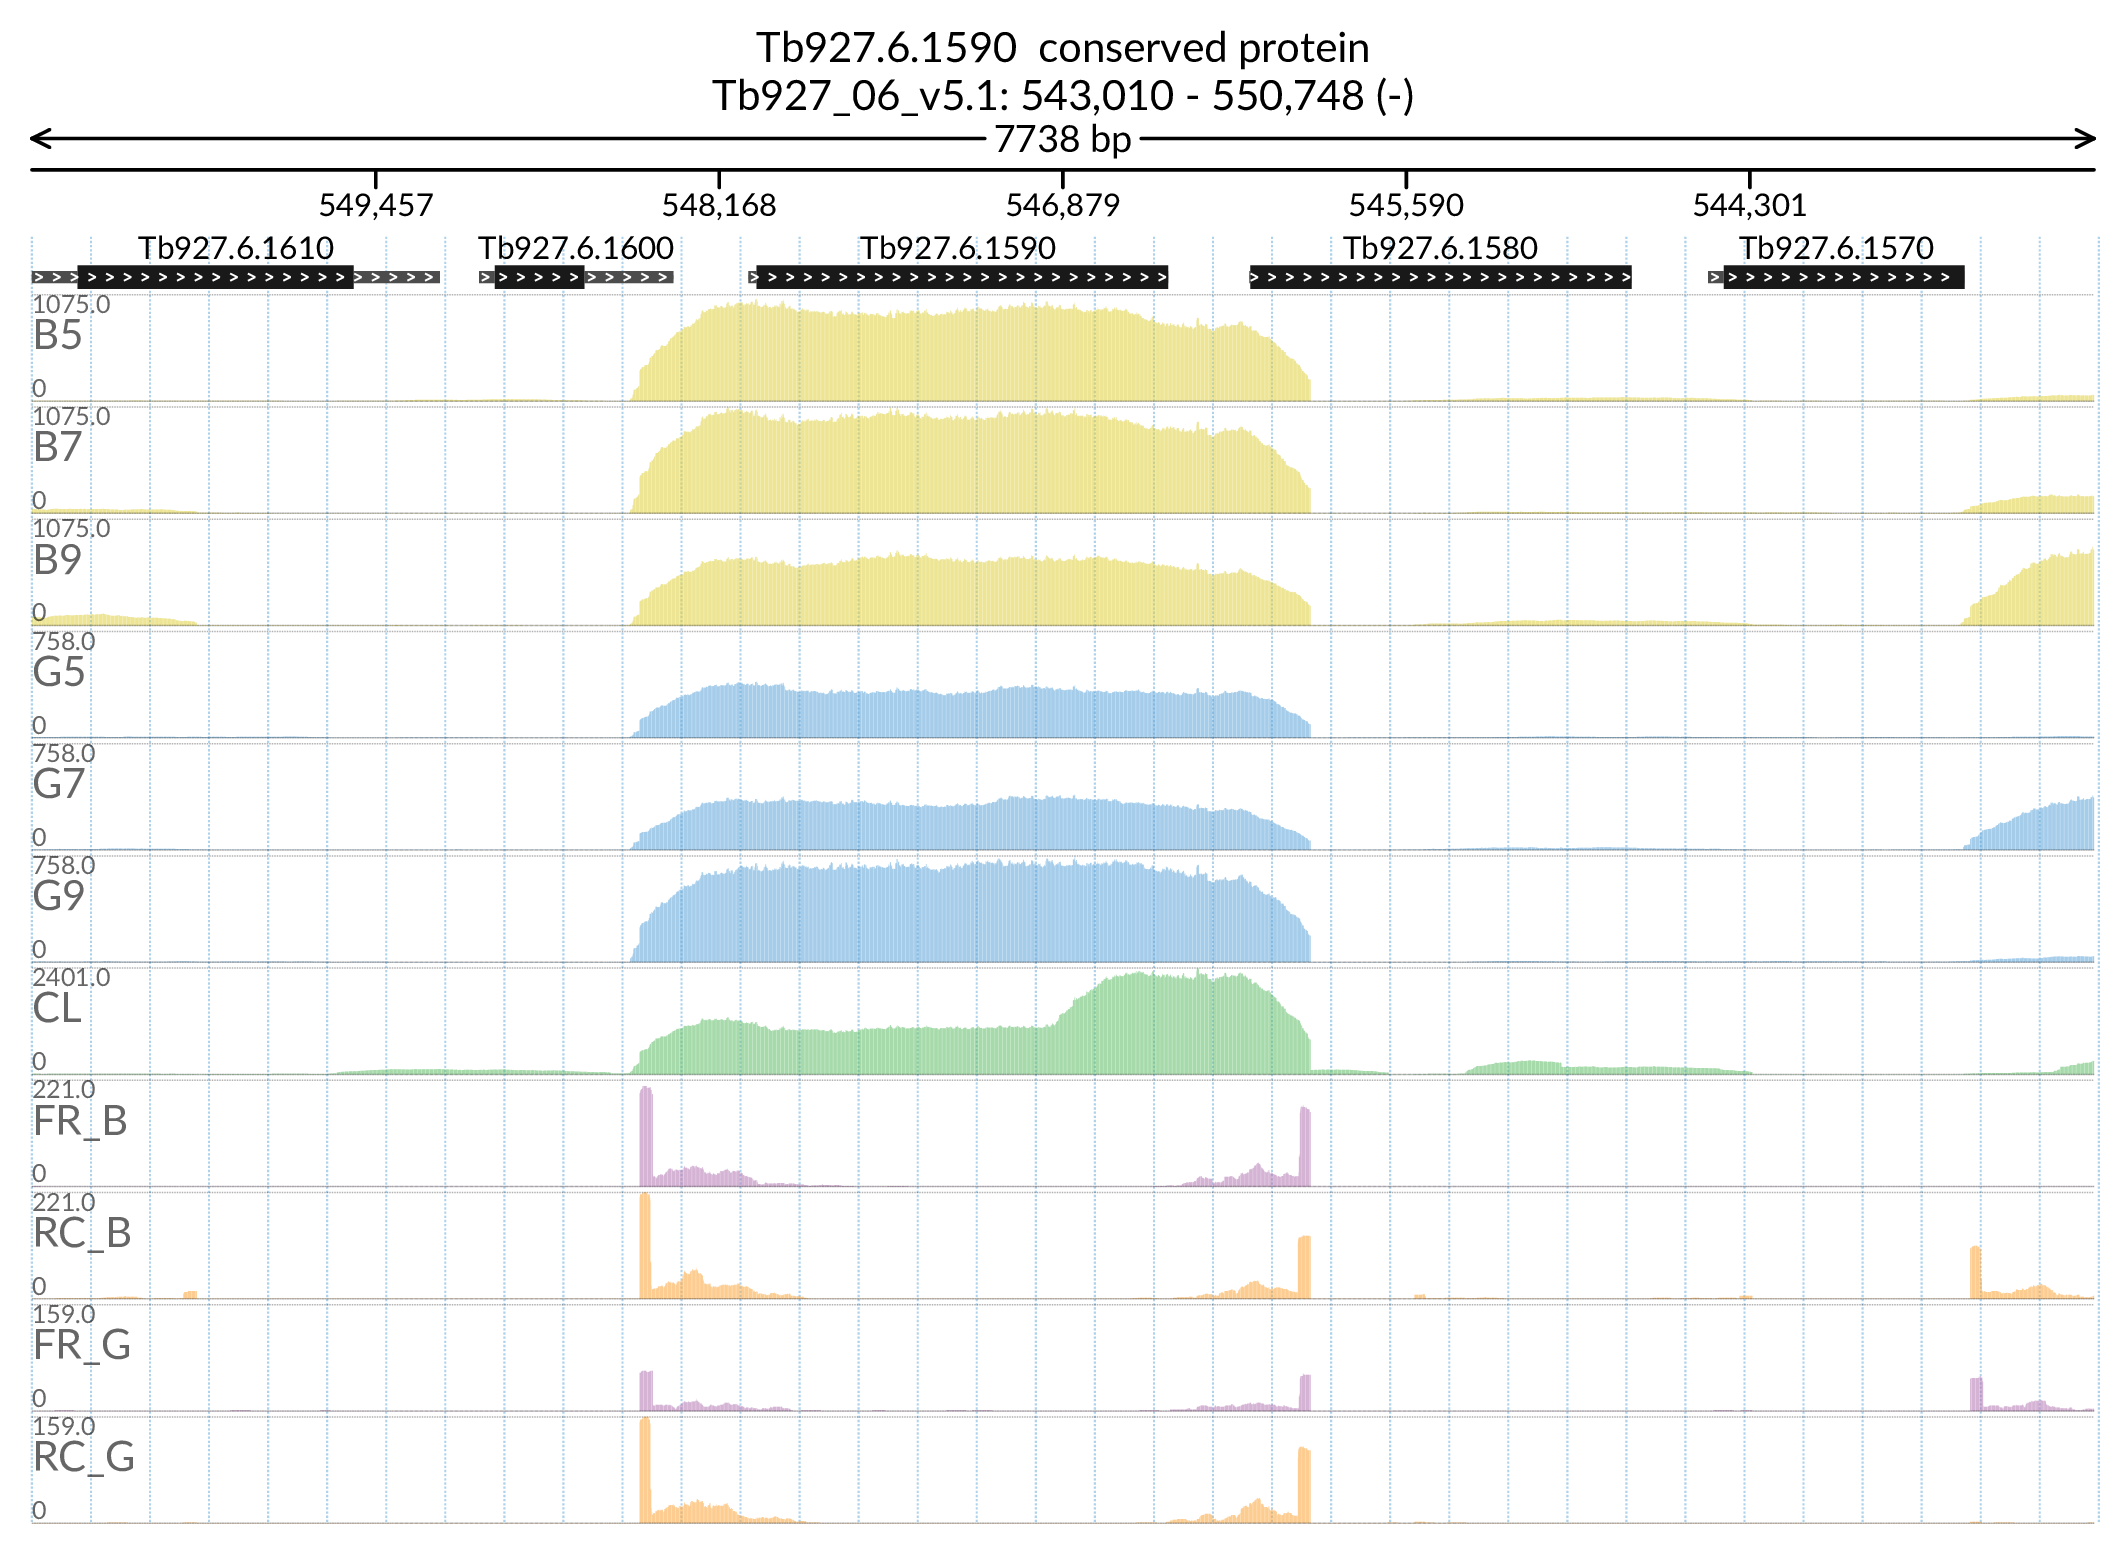 Tb927.6.1590 conserved protein
Tb927_06_v5.1: 543,010 - 550,748 (-)
7738 bp
549,457 548,168 546,879 545,590 544,301
Tb927.6.1610 Tb927.6.1600 Tb927.6.1590 Tb927.6.1580 Tb927.6.1570
1075.0
B5
0
1075.0
B7
0
1075.0
B9
0
758.0
G5
0
758.0
G7
0
758.0
G9
0
2401.0
CL
0
221.0
FR_B
0
221.0
RC_B
0
159.0
FR_G
0
159.0
RC_G
0